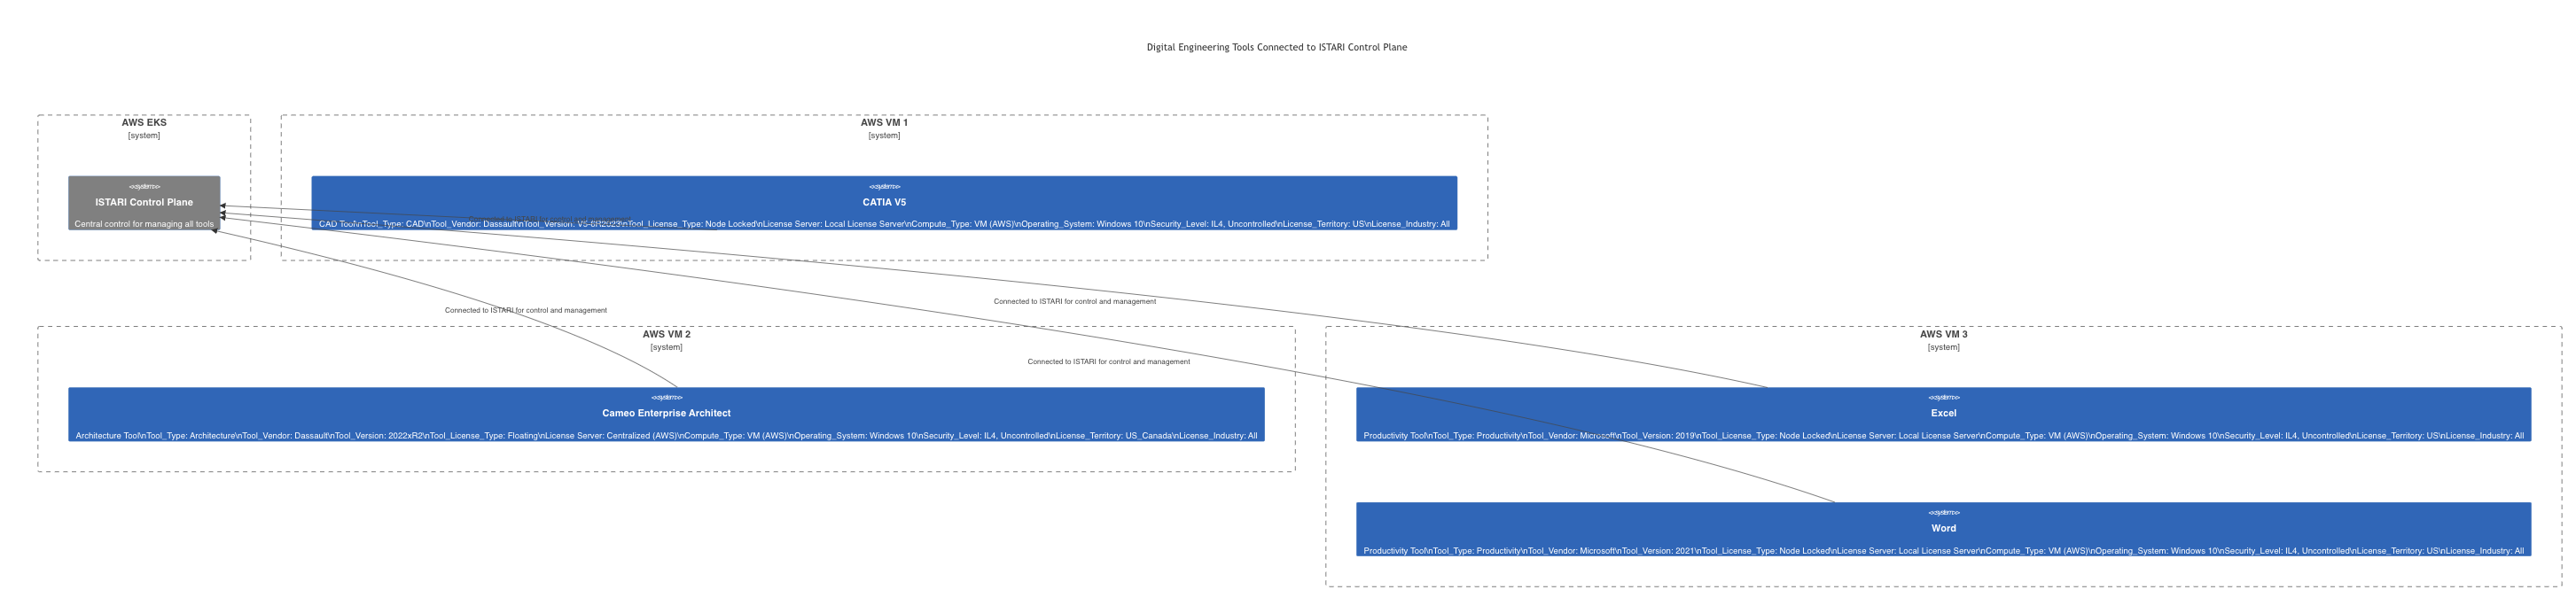 Digital Engineering Tools Connected to ISTARI Control Plane
AWS EKS
[system]
<<system>>
ISTARI Control Plane
Central control for managing all tools
AWS VM 1
[system]
<<system>>
CATIA V5
CAD Tool\nTool_Type: CAD\nTool_Vendor: Dassault\nTool_Version: V5-6R2023\nTool_License_Type: Node Locked\nLicense Server: Local License Server\nCompute_Type: VM (AWS)\nOperating_System: Windows 10\nSecurity_Level: IL4, Uncontrolled\nLicense_Territory: US\nLicense_Industry: All
Connected to ISTARI for control and management
Connected to ISTARI for control and management
Connected to ISTARI for control and management
Connected to ISTARI for control and management
AWS VM 2
[system]
<<system>>
Cameo Enterprise Architect
Architecture Tool\nTool_Type: Architecture\nTool_Vendor: Dassault\nTool_Version: 2022xR2\nTool_License_Type: Floating\nLicense Server: Centralized (AWS)\nCompute_Type: VM (AWS)\nOperating_System: Windows 10\nSecurity_Level: IL4, Uncontrolled\nLicense_Territory: US_Canada\nLicense_Industry: All
AWS VM 3
[system]
<<system>>
Excel
Productivity Tool\nTool_Type: Productivity\nTool_Vendor: Microsoft\nTool_Version: 2019\nTool_License_Type: Node Locked\nLicense Server: Local License Server\nCompute_Type: VM (AWS)\nOperating_System: Windows 10\nSecurity_Level: IL4, Uncontrolled\nLicense_Territory: US\nLicense_Industry: All
<<system>>
Word
Productivity Tool\nTool_Type: Productivity\nTool_Vendor: Microsoft\nTool_Version: 2021\nTool_License_Type: Node Locked\nLicense Server: Local License Server\nCompute_Type: VM (AWS)\nOperating_System: Windows 10\nSecurity_Level: IL4, Uncontrolled\nLicense_Territory: US\nLicense_Industry: All